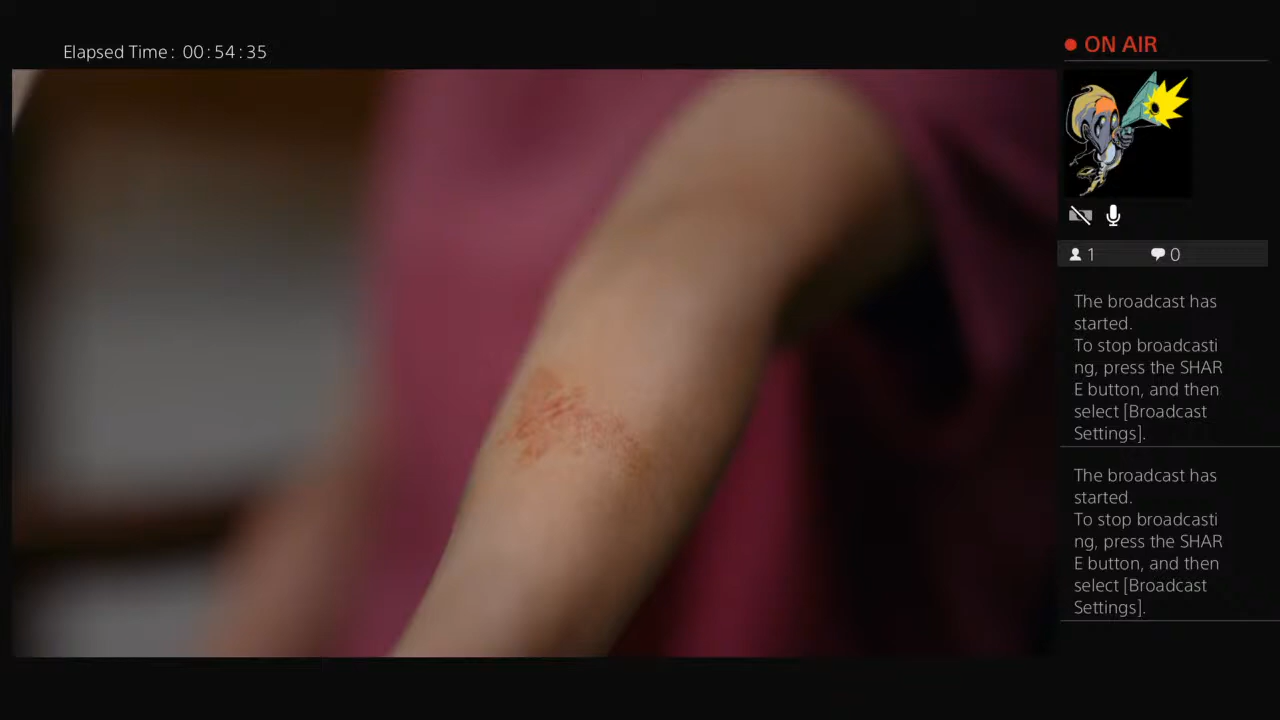 Elapsed Time: 00:54:35
ON AIR
1 0
The broadcast has
started.
To stop broadcasti
ng, press the SHAR
E button, and then
select [Broadcast
Settings].
The broadcast has
started.
To stop broadcasti
ng, press the SHAR
E button, and then
select [Broadcast
Settings].